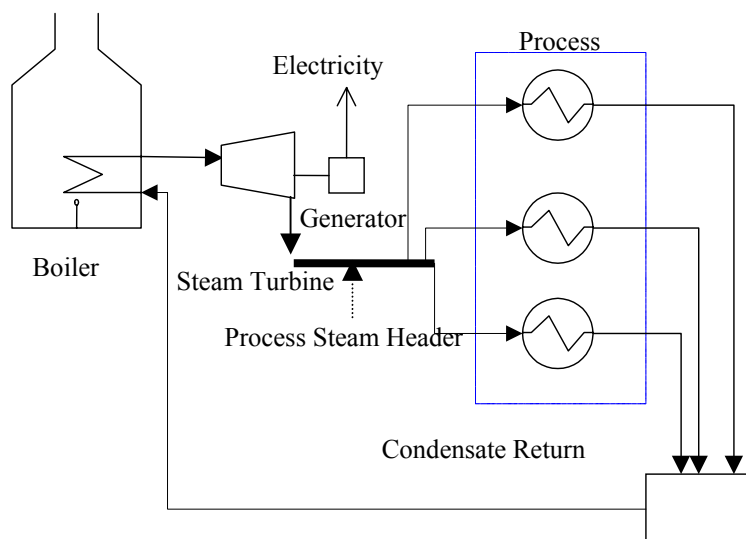 Process
Electricity
Generator
Boiler
Steam Turbine
Process Steam Header
Condensate Return